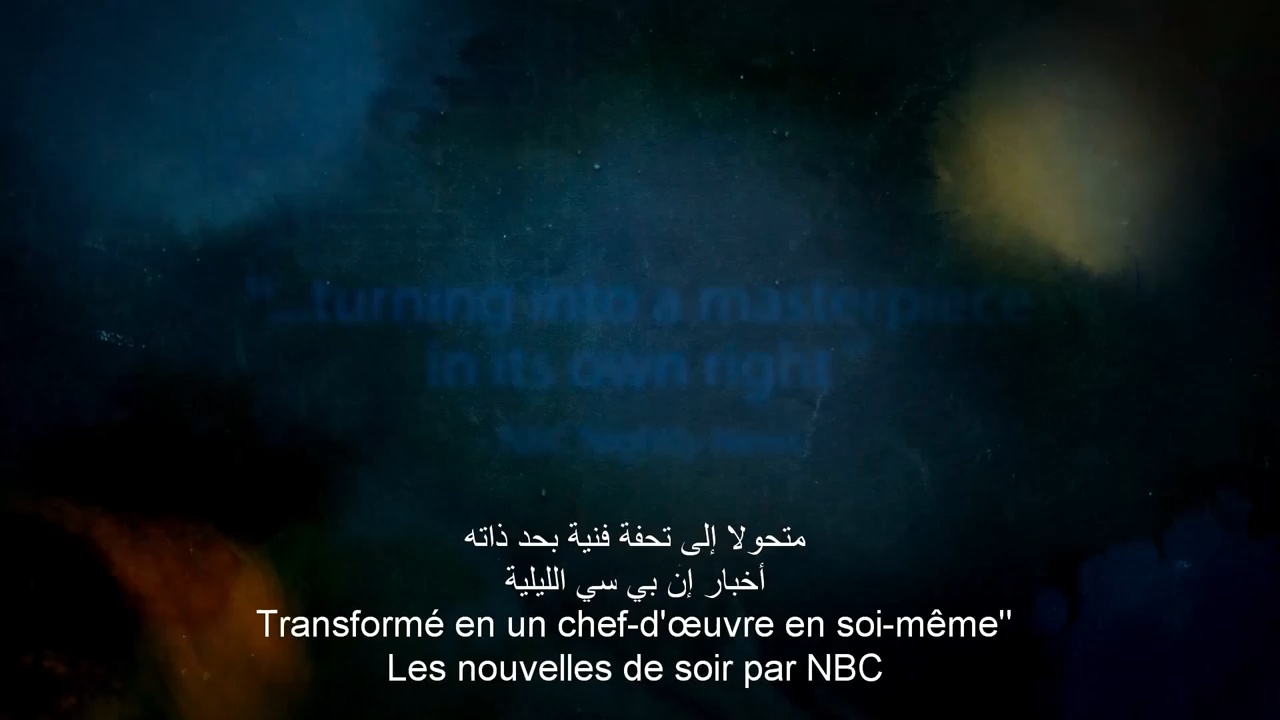 "...turning into a masterpiece
in its own right"
متحولا إلى تحفة فنية بحد ذاته
أخبار إن بي سي الليلية
Transformé en un chef-d'œuvre en soi-même"
Les nouvelles de soir par NBC